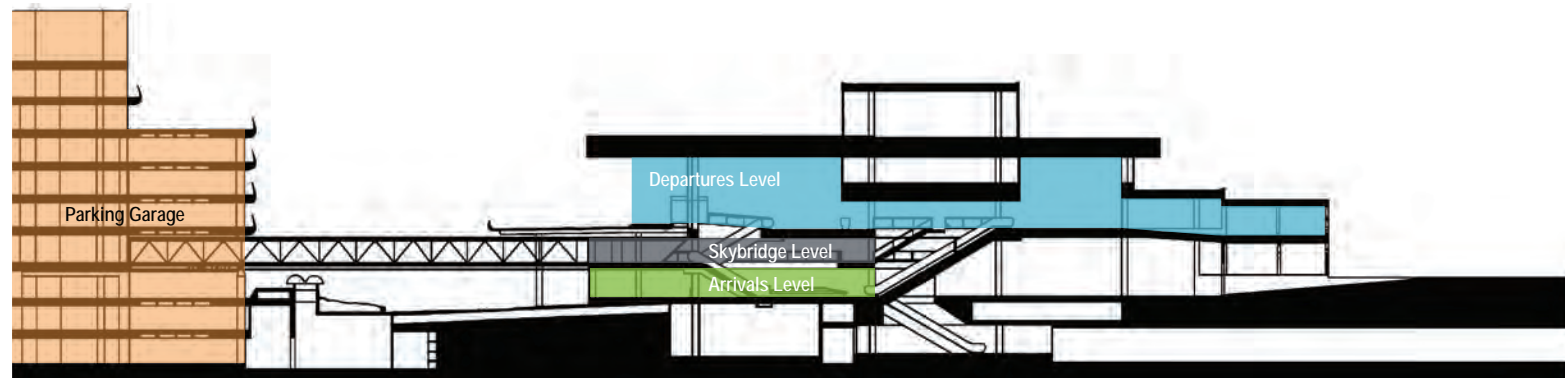 Departures Level
Parking Garage
Skybridge Level
Arrivals Level